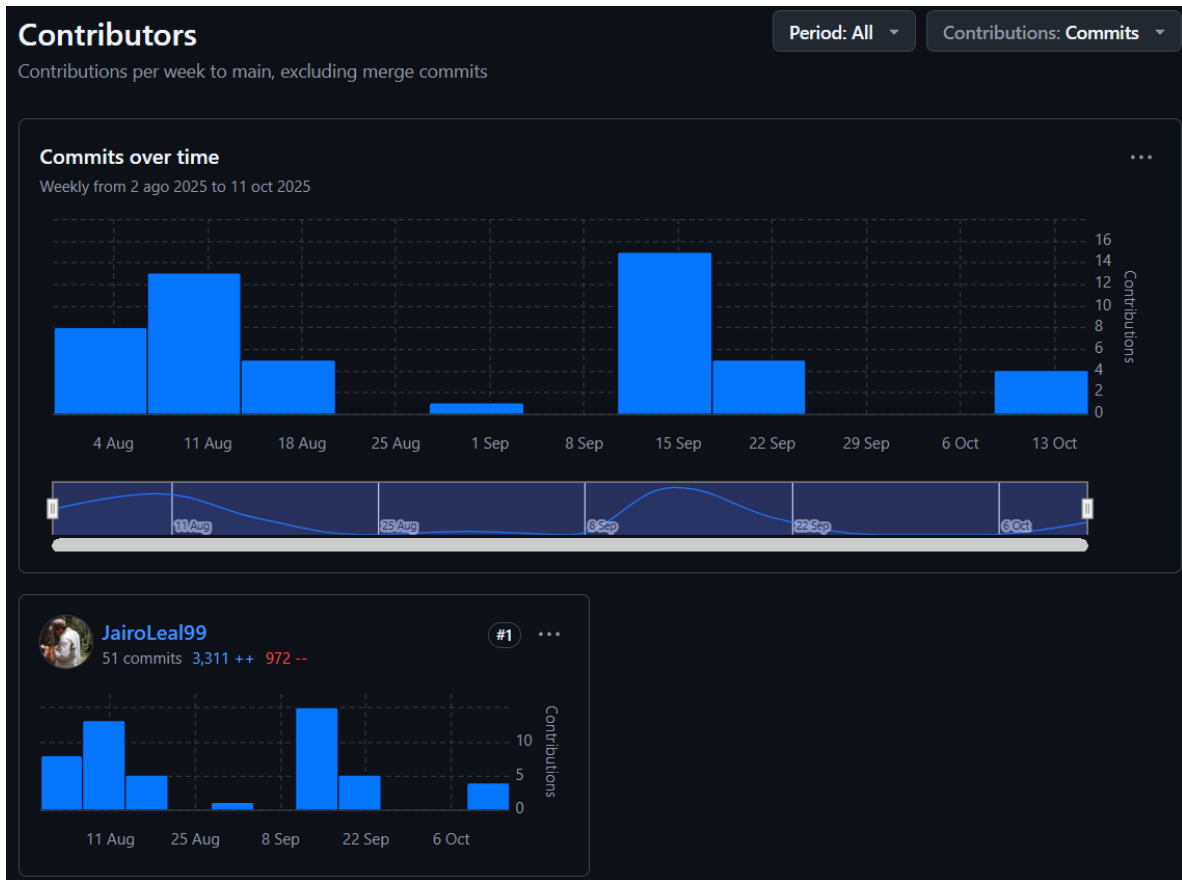 Contributors
Period: All
Contributions: Commits
Contributions per week to main, excluding merge commits
Commits over time
Weekly from 2 ago 2025 to 11 oct 2025
16
14
12
10
8
6
4
2
0
Contributions
4 Aug 11 Aug 18 Aug 25 Aug 1 Sep 8 Sep 15 Sep 22 Sep 29 Sep 6 Oct 13 Oct
11 Aug 25 Aug 8 Sep 22 Sep 6 Oct
JairoLeal99
#1
51 commits 3,311 ++ 972 --
10
5
0
Contributions
11 Aug 25 Aug 8 Sep 22 Sep 6 Oct